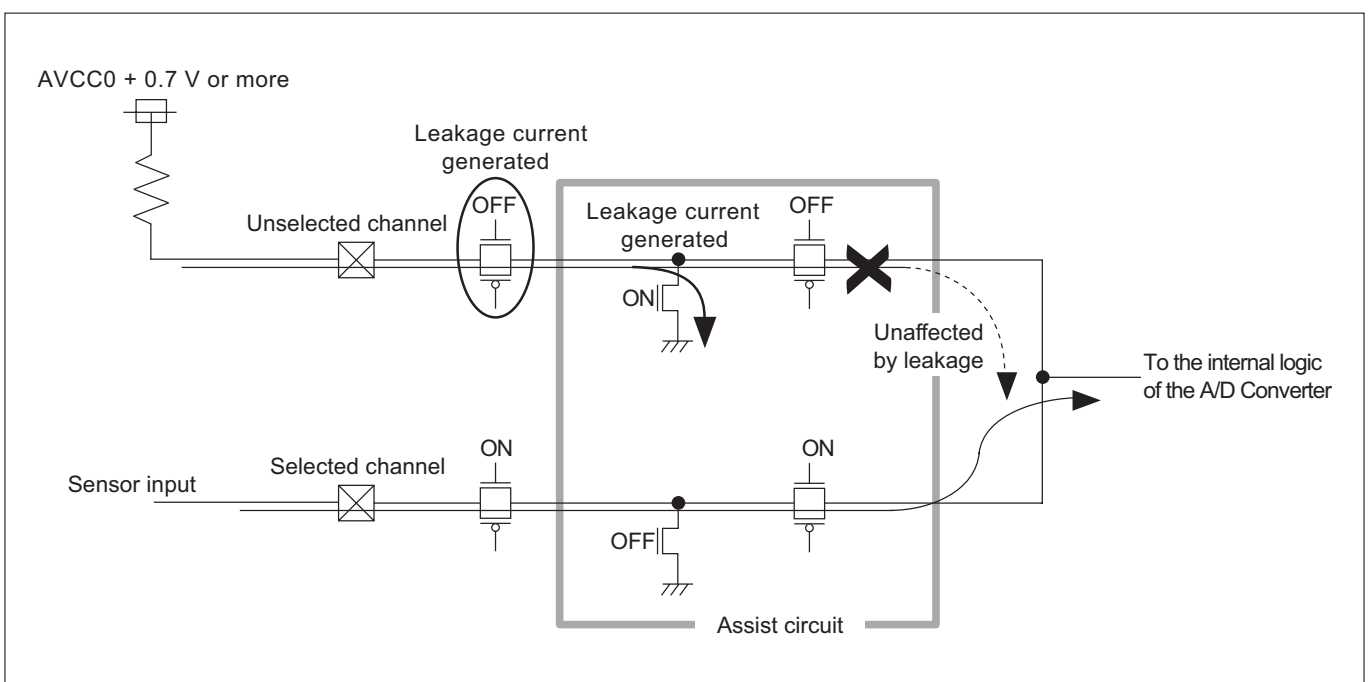 AVCC0 + 0.7 V or more
Leakage current
generated
OFF
Unselected channel
Leakage current
generated
OFF
ON
Unaffected
by leakage
To the internal logic
of the A/D Converter
ON
ON
Selected channel
Sensor input
OFF
Assist circuit